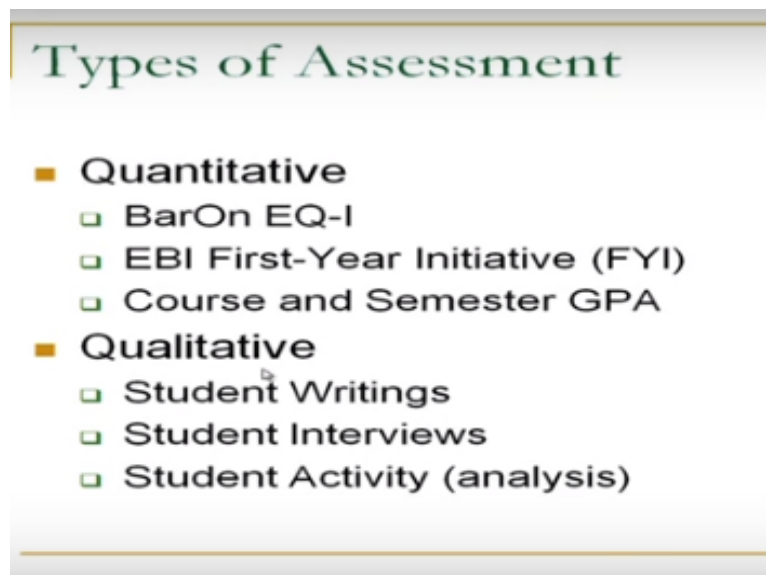 Types of Assessment
Quantitative
BarOn EQ-I
EBI First-Year Initiative (FYI)
Course and Semester GPA
Qualitative
Student Writings
Student Interviews
Student Activity (analysis)